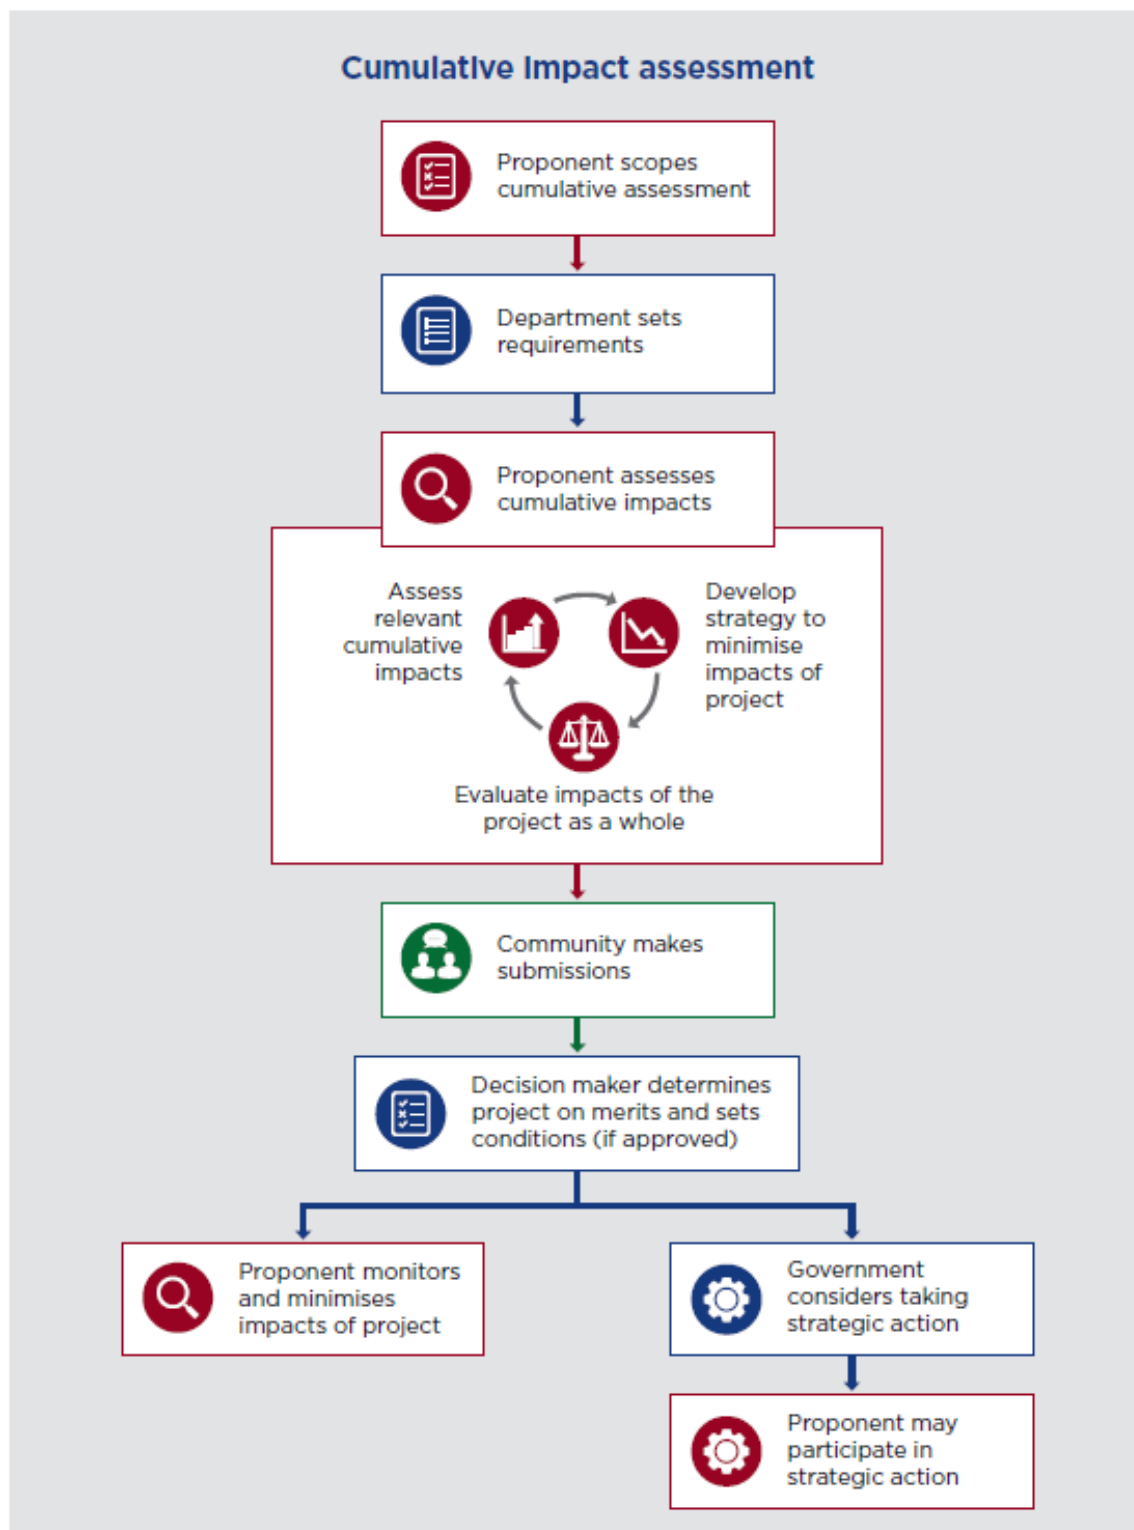 Cumulative Impact assessment
Proponent scopes
cumulative assessment
Department sets
requirements
Proponent assesses
cumulative impacts
Assess
relevant
cumulative
impacts
Develop
strategy to
minimise
impacts of
project
Evaluate impacts of the
project as a whole
Community makes
submissions
Decision maker determines
project on merits and sets
conditions (if approved)
Proponent monitors
and minimises
impacts of project
Government
considers taking
strategic action
Proponent may
participate in
strategic action